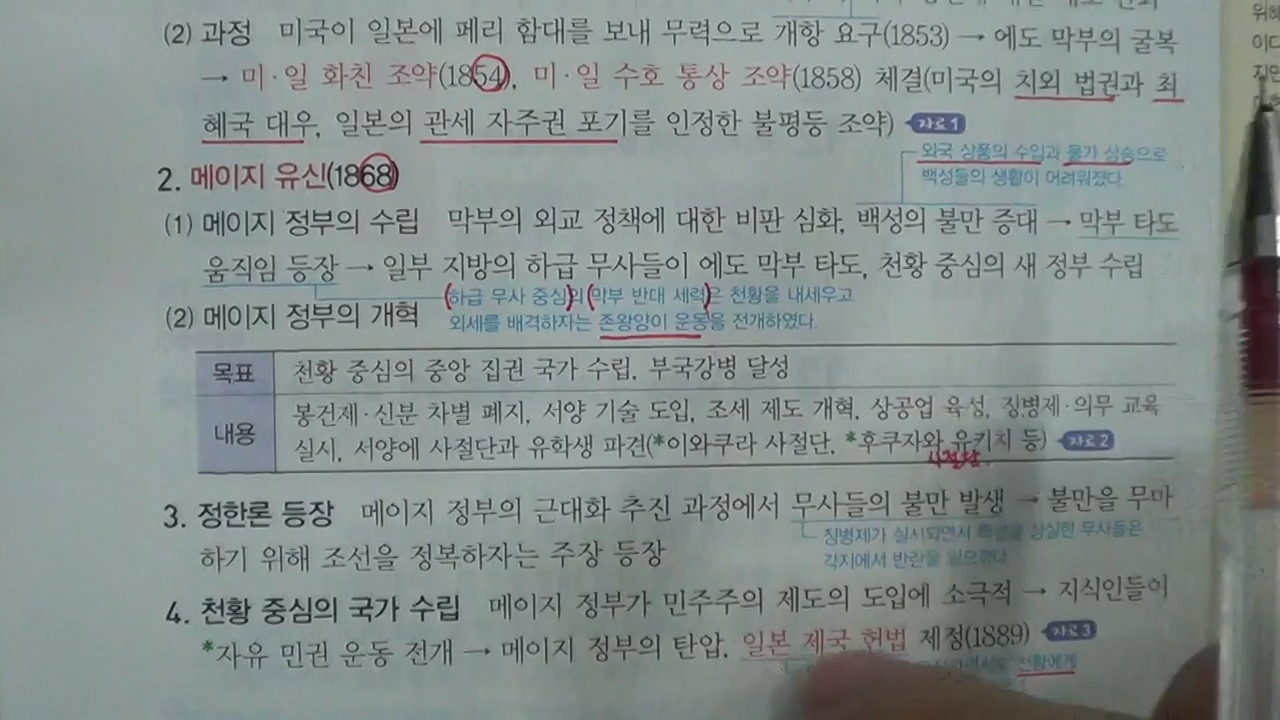 (2) 과정 미국이 일본에 페리 함대를 보내 무력으로 개항 요구(1853) → 에도 막부의 굴복
→ 미·일 화친 조약(1854), 미·일 수호 통상 조약(1858) 체결(미국의 치외 법권과 최
혜국 대우, 일본의 관세 자주권 포기를 인정한 불평등 조약) 자료1
외국 상품의 수입과 물가 상승으로
백성들의 생활이 어려워졌다.
2. 메이지 유신(1868)
(1) 메이지 정부의 수립 막부의 외교 정책에 대한 비판 심화, 백성의 불만 증대 → 막부 타도
움직임 등장 → 일부 지방의 하급 무사들이 에도 막부 타도, 천황 중심의 새 정부 수립
하급 무사 중심의 막부 반대 세력은 천황을 내세우고
외세를 배격하자는 존왕양이 운동을 전개하였다.
(2) 메이지 정부의 개혁
목표 천황 중심의 중앙 집권 국가 수립, 부국강병 달성
내용 봉건제·신분 차별 폐지, 서양 기술 도입, 조세 제도 개혁, 상공업 육성, 징병제·의무 교육
실시, 서양에 사절단과 유학생 파견(*이와쿠라 사절단, *후쿠자와 유키치 등) 자료2
사절단
3. 정한론 등장 메이지 정부의 근대화 추진 과정에서 무사들의 불만 발생 → 불만을 무마
하기 위해 조선을 정복하자는 주장 등장
징병제가 실시되면서 특권을 상실한 무사들은
각지에서 반란을 일으켰다.
4. 천황 중심의 국가 수립 메이지 정부가 민주주의 제도의 도입에 소극적 → 지식인들이
*자유 민권 운동 전개 → 메이지 정부의 탄압, 일본 제국 헌법 제정(1889) 자료3
천황에게
위해